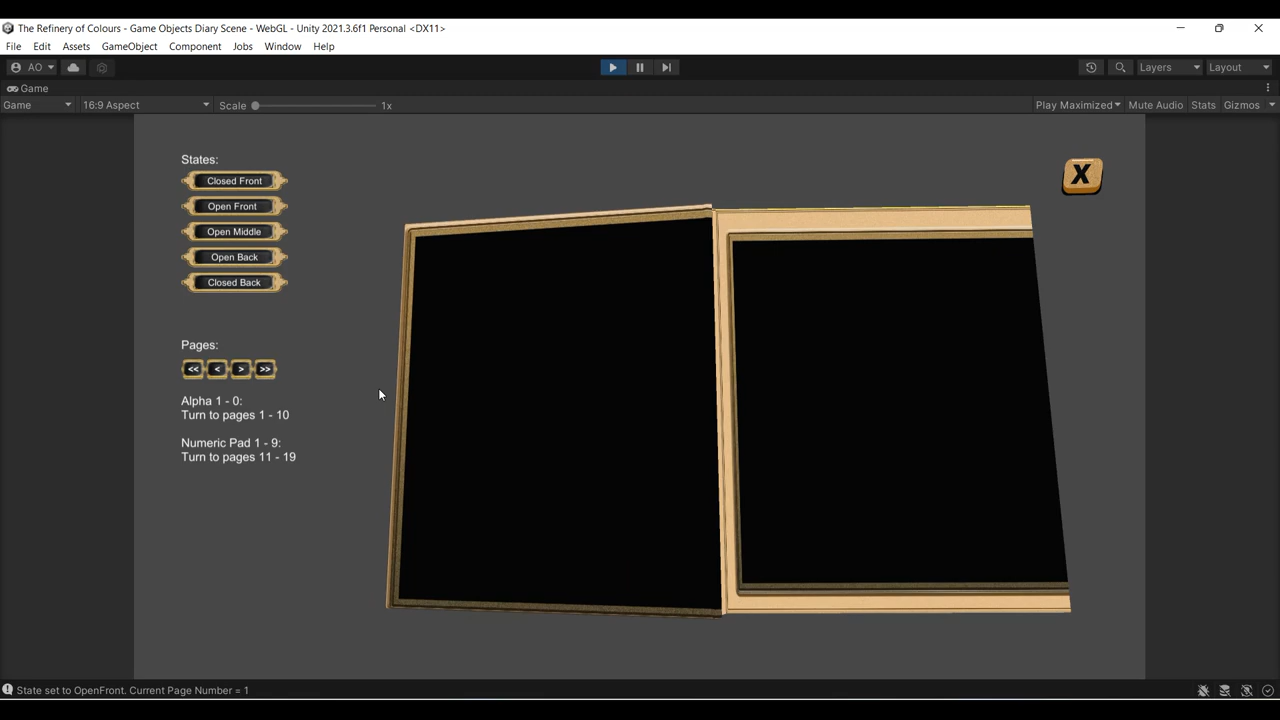 The Refinery of Colours - Game Objects Diary Scene - WebGL - Unity 2021.3.6f1 Personal <DX11>
File Edit Assets GameObject Component Jobs Window Help
AO Layers Layout
Game
Game 16:9 Aspect Scale 1x Play Maximized Mute Audio Stats Gizmos
States:
Closed Front
X
Open Front
Open Middle
Open Back
Closed Back
Pages:
<< < > >>
Alpha 1 - 0:
Turn to pages 1 - 10
Numeric Pad 1 - 9:
Turn to pages 11 - 19
State set to OpenFront. Current Page Number = 1